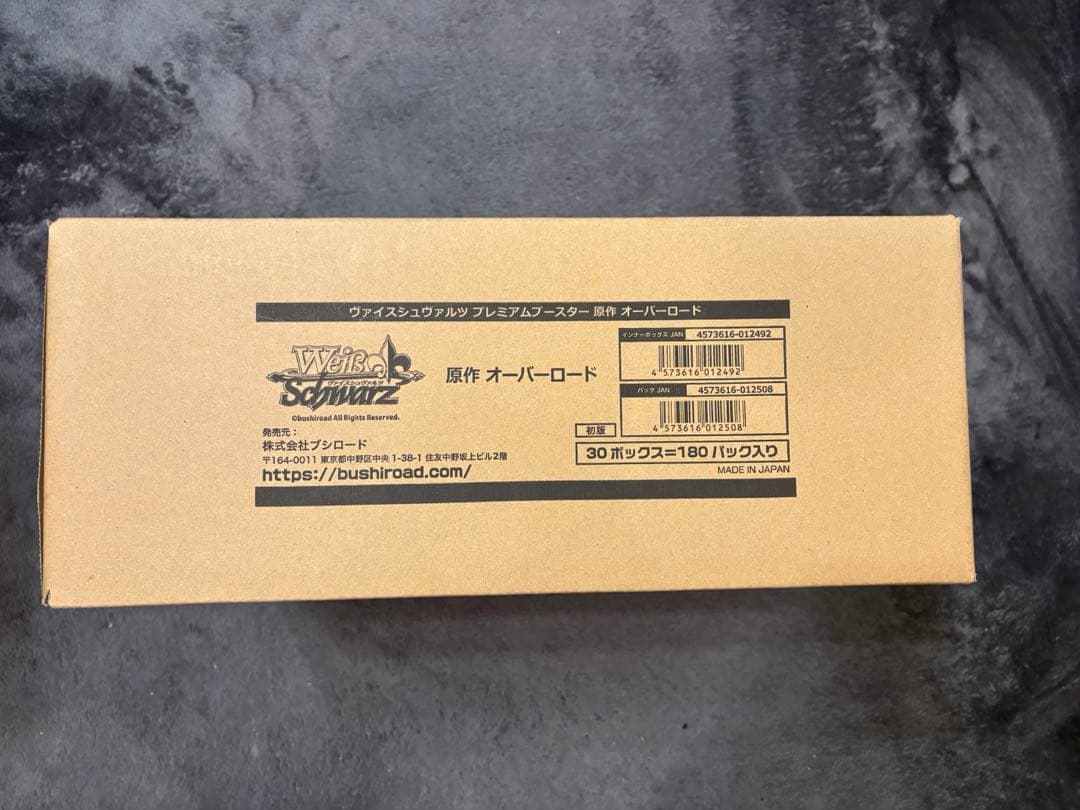 ヴァイスシュヴァルツ プレミアムブースター 原作 オーバーロード
Weiß
ヴァイスシュヴァルツ
Schwarz
©bushiroad All Rights Reserved.
原作 オーバーロード
インナーボックス JAN 4573616-012492
4 573616 012492
パック JAN 4573616-012508
4 573616 012508
発売元：
株式会社ブシロード
〒164-0011 東京都中野区中央 1-38-1 住友中野坂上ビル2階
https://bushiroad.com/
初版
30 ボックス=180 パック入り
MADE IN JAPAN